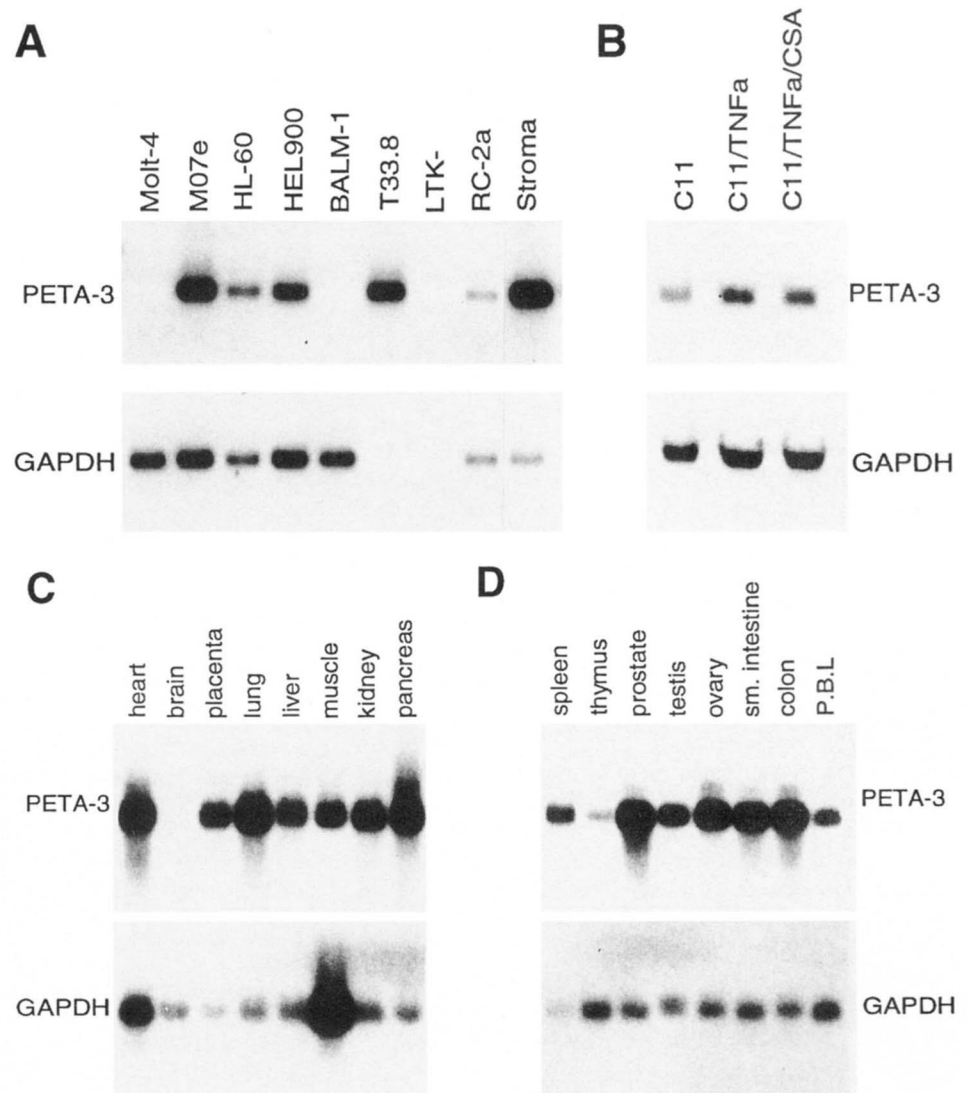 A
Molt-4
M07e
HL-60
HEL900
BALM-1
T33.8
LTK-
RC-2a
Stroma
PETA-3
GAPDH
B
C11
C11/TNFa
C11/TNFa/CSA
PETA-3
GAPDH
C
heart
brain
placenta
lung
liver
muscle
kidney
pancreas
PETA-3
GAPDH
D
spleen
thymus
prostate
testis
ovary
sm. intestine
colon
P.B.L
PETA-3
GAPDH